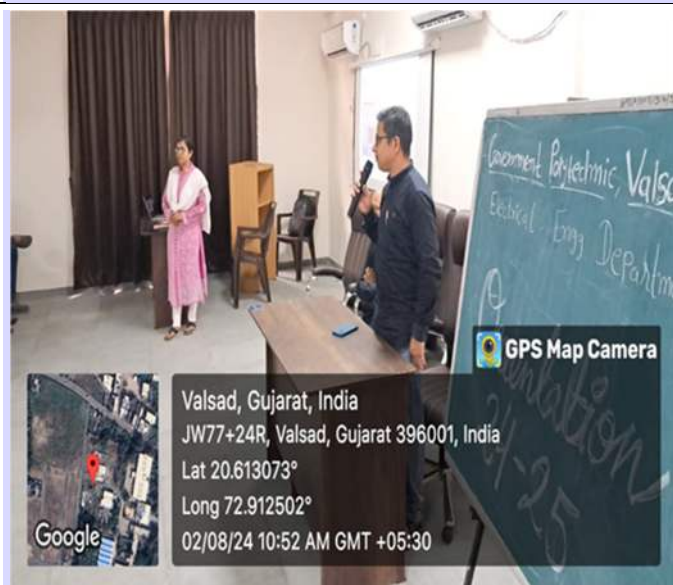 Government Polytechnic, Valsa
Electrical Engg Departm
Orientation
24-25
GPS Map Camera
Valsad, Gujarat, India
JW77+24R, Valsad, Gujarat 396001, India
Lat 20.613073°
Long 72.912502°
02/08/24 10:52 AM GMT +05:30
Google